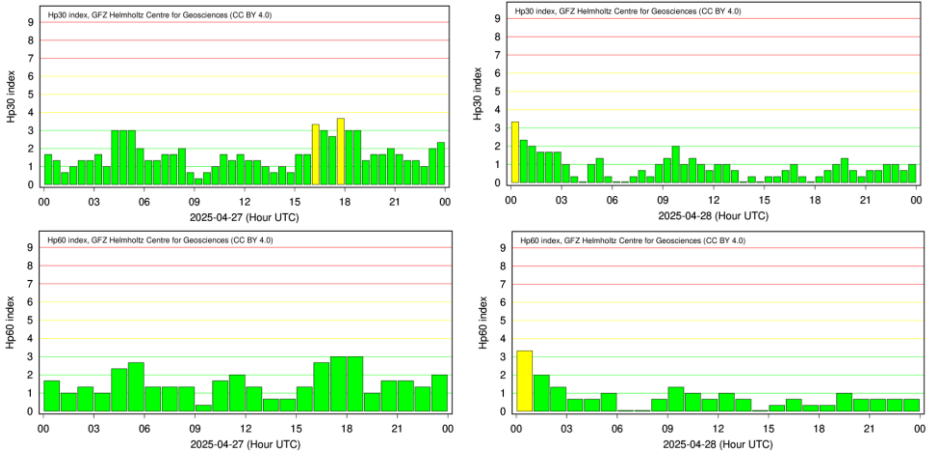 Hp30 index, GFZ Helmholtz Centre for Geosciences (CC BY 4.0)
Hp30 index
9
8
7
6
5
4
3
2
1
0
00 03 06 09 12 15 18 21 00
2025-04-27 (Hour UTC)
Hp30 index, GFZ Helmholtz Centre for Geosciences (CC BY 4.0)
Hp30 index
9
8
7
6
5
4
3
2
1
0
00 03 06 09 12 15 18 21 00
2025-04-28 (Hour UTC)
Hp60 index, GFZ Helmholtz Centre for Geosciences (CC BY 4.0)
Hp60 index
9
8
7
6
5
4
3
2
1
0
00 03 06 09 12 15 18 21 00
2025-04-27 (Hour UTC)
Hp60 index, GFZ Helmholtz Centre for Geosciences (CC BY 4.0)
Hp60 index
9
8
7
6
5
4
3
2
1
0
00 03 06 09 12 15 18 21 00
2025-04-28 (Hour UTC)